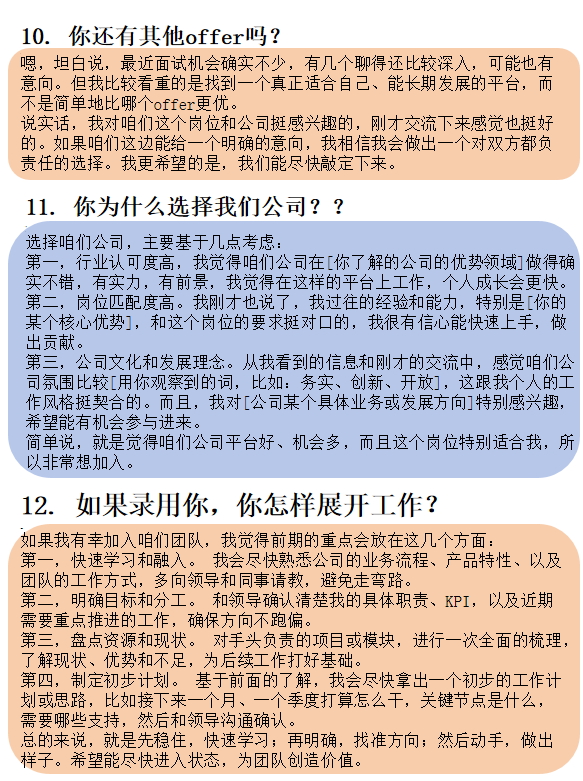 10. 你还有其他offer吗?
嗯，坦白说，最近面试机会确实不少，有几个聊得还比较深入，可能也有
意向。但我比较看重的是找到一个真正适合自己、能长期发展的平台，而
不是简单地比哪个offer更优。
说实话，我对咱们这个岗位和公司挺感兴趣的，刚才交流下来感觉也挺好
的。如果咱们这边能给一个明确的意向，我相信我会做出一个对双方都负
责任的选择。我更希望的是，我们能尽快敲定下来。
11. 你为什么选择我们公司？？
选择咱们公司，主要基于几点考虑：
第一，行业认可度高，我觉得咱们公司在[你了解的公司的优势领域]做得确
实不错，有实力，有前景，我觉得在这样的平台上工作，个人成长会更快。
第二，岗位匹配度高。我刚才也说了，我过往的经验和能力，特别是[你的
某个核心优势]，和这个岗位的要求挺对口的，我很有信心能快速上手，做
出贡献。
第三，公司文化和发展理念。从我看到的信息和刚才的交流中，感觉咱们公
司氛围比较[用你观察到的词，比如：务实、创新、开放]，这跟我个人的工
作风格挺契合的。而且，我对[公司某个具体业务或发展方向]特别感兴趣，
希望能有机会参与进来。
简单说，就是觉得咱们公司平台好、机会多，而且这个岗位特别适合我，所
以非常想加入。
12. 如果录用你，你怎样展开工作？
如果我有幸加入咱们团队，我觉得前期的重点会放在这几个方面：
第一，快速学习和融入。 我会尽快熟悉公司的业务流程、产品特性、以及
团队的工作方式，多向领导和同事请教，避免走弯路。
第二，明确目标和分工。 和领导确认清楚我的具体职责、KPI，以及近期
需要重点推进的工作，确保方向不跑偏。
第三，盘点资源和现状。 对手头负责的项目或模块，进行一次全面的梳理，
了解现状、优势和不足，为后续工作打好基础。
第四，制定初步计划。 基于前面的了解，我会尽快拿出一个初步的工作计
划或思路，比如接下来一个月、一个季度打算怎么干，关键节点是什么，
需要哪些支持，然后和领导沟通确认。
总的来说，就是先稳住，快速学习；再明确，找准方向；然后动手，做出
样子。希望能尽快进入状态，为团队创造价值。